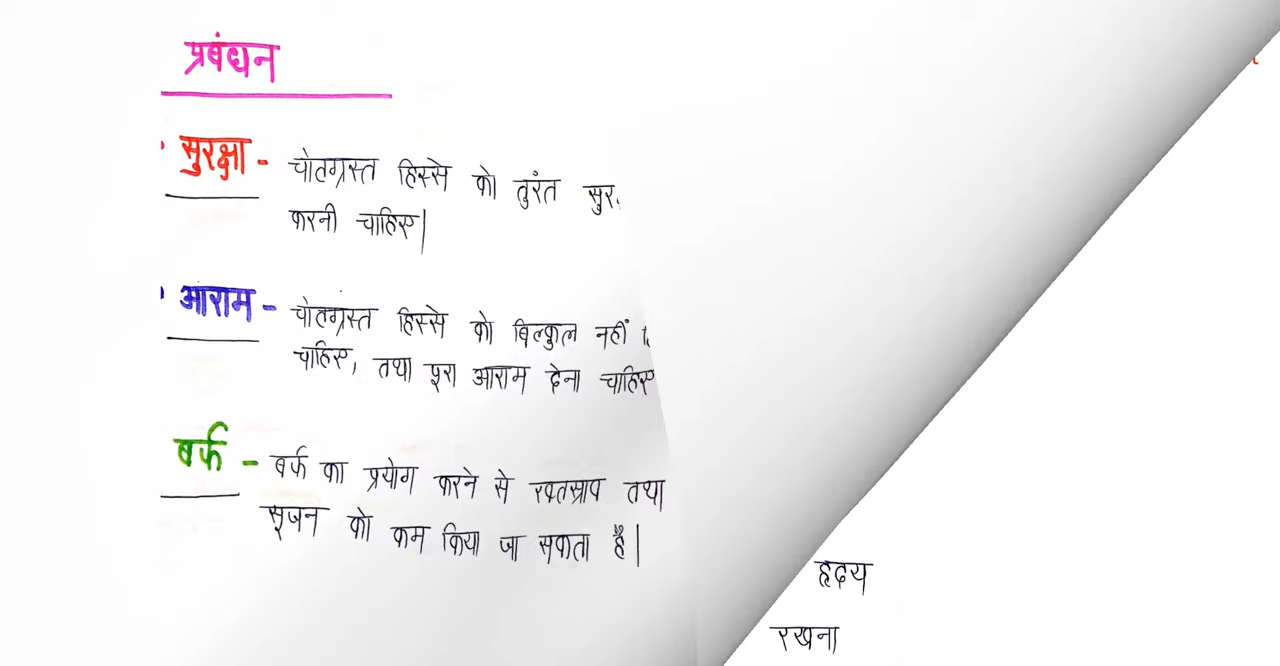 प्रबंधन
सुरक्षा - चोटग्रस्त हिस्से को तुरंत
करनी चाहिए|
आराम - चोटग्रस्त हिस्से को बिल्कुल नहीं
चाहिए, तथा पूरा आराम देना चाहिए
बर्फ - बर्फ का प्रयोग करने से रक्तस्राव तथा
सूजन को कम किया जा सकता है|
हृदय
रखना